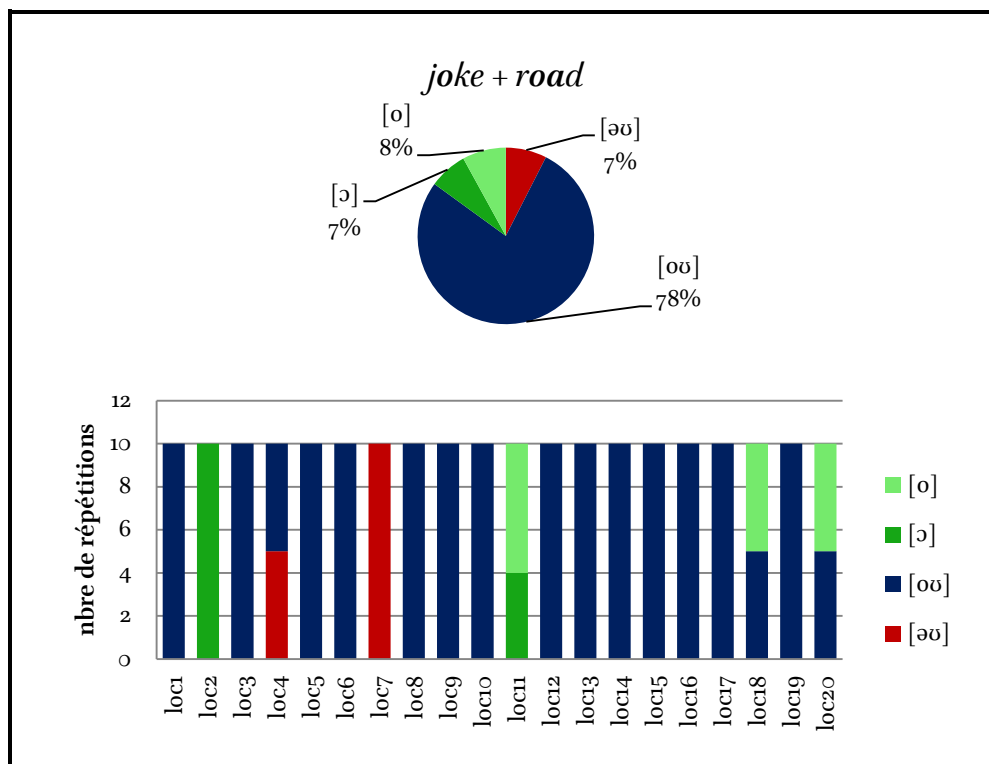 joke + road
[o]
8%
[əʊ]
7%
[ɔ]
7%
[oʊ]
78%
nbre de répétitions
12
10
8
6
4
2
0
loc1
loc2
loc3
loc4
loc5
loc6
loc7
loc8
loc9
loc10
loc11
loc12
loc13
loc14
loc15
loc16
loc17
loc18
loc19
loc20
[o]
[ɔ]
[oʊ]
[əʊ]